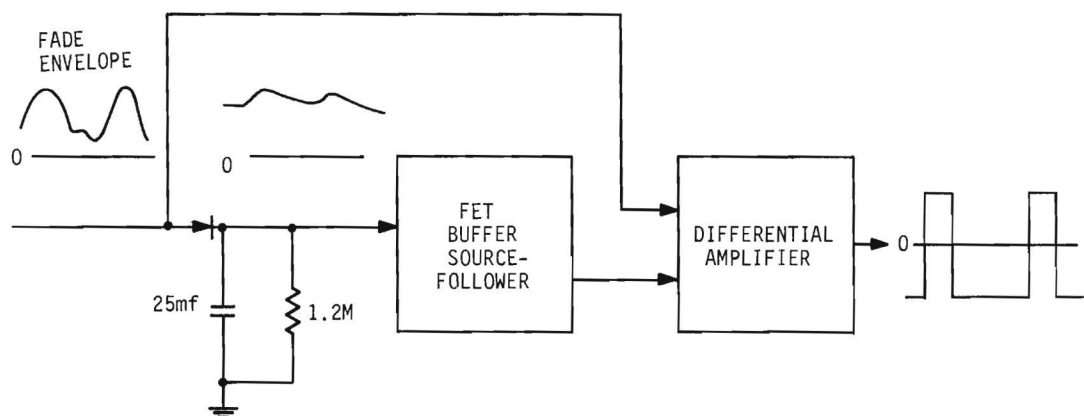 FADE
ENVELOPE
0
0
FET
BUFFER
SOURCE-
FOLLOWER
DIFFERENTIAL
AMPLIFIER
0
25mf
1.2M